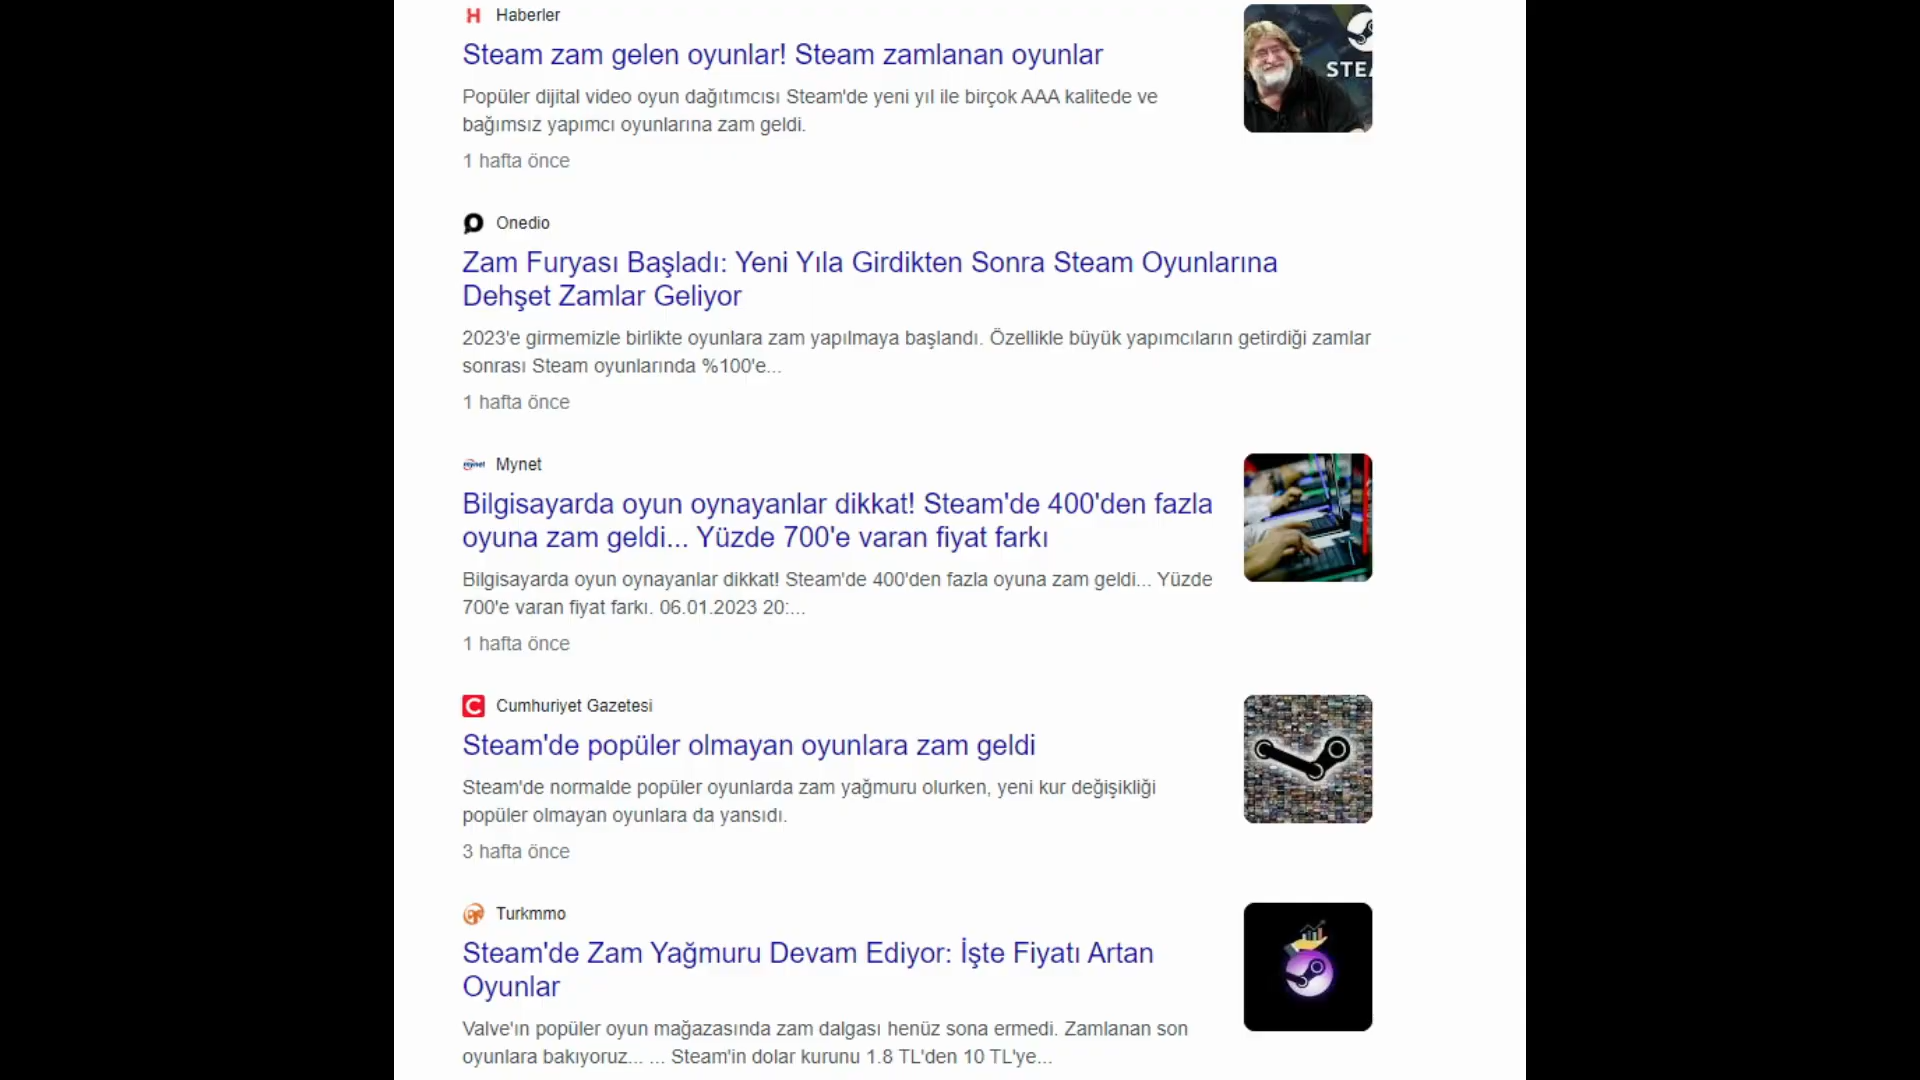 Haberler
Steam zam gelen oyunlar! Steam zamlanan oyunlar
Popüler dijital video oyun dağıtımcısı Steam'de yeni yıl ile birçok AAA kalitede ve
bağımsız yapımcı oyunlarına zam geldi.
1 hafta önce
STEA
Onedio
Zam Furyası Başladı: Yeni Yıla Girdikten Sonra Steam Oyunlarına
Dehşet Zamlar Geliyor
2023'e girmemizle birlikte oyunlara zam yapılmaya başlandı. Özellikle büyük yapımcıların getirdiği zamlar
sonrası Steam oyunlarında %100'e...
1 hafta önce
mynet Mynet
Bilgisayarda oyun oynayanlar dikkat! Steam'de 400'den fazla
oyuna zam geldi... Yüzde 700'e varan fiyat farkı
Bilgisayarda oyun oynayanlar dikkat! Steam'de 400'den fazla oyuna zam geldi... Yüzde
700'e varan fiyat farkı. 06.01.2023 20:...
1 hafta önce
Cumhuriyet Gazetesi
Steam'de popüler olmayan oyunlara zam geldi
Steam'de normalde popüler oyunlarda zam yağmuru olurken, yeni kur değişikliği
popüler olmayan oyunlara da yansıdı.
3 hafta önce
Turkmmo
Steam'de Zam Yağmuru Devam Ediyor: İşte Fiyatı Artan
Oyunlar
Valve'ın popüler oyun mağazasında zam dalgası henüz sona ermedi. Zamlanan son
oyunlara bakıyoruz... ... Steam'in dolar kurunu 1.8 TL'den 10 TL'ye...